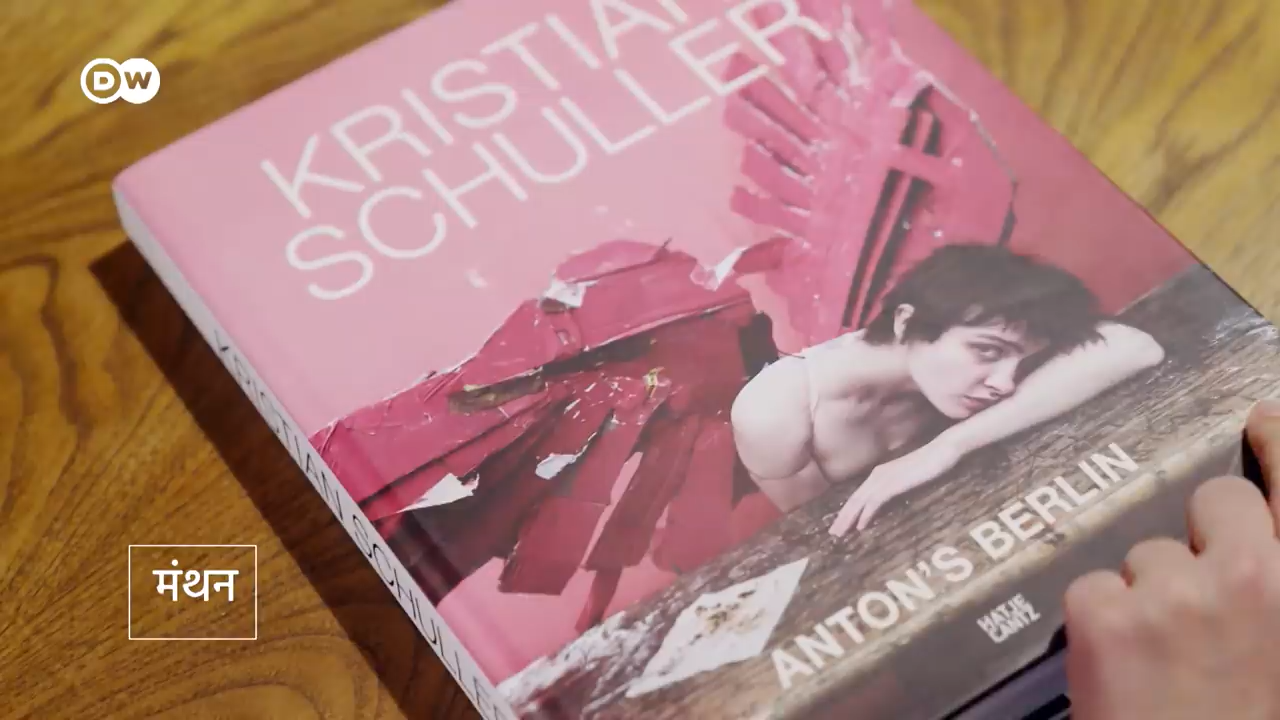 DW
KRISTIAN
SCHULLER
KRISTIAN SCHULLER
ANTON'S BERLIN
HATJE
CANTZ
मंथन